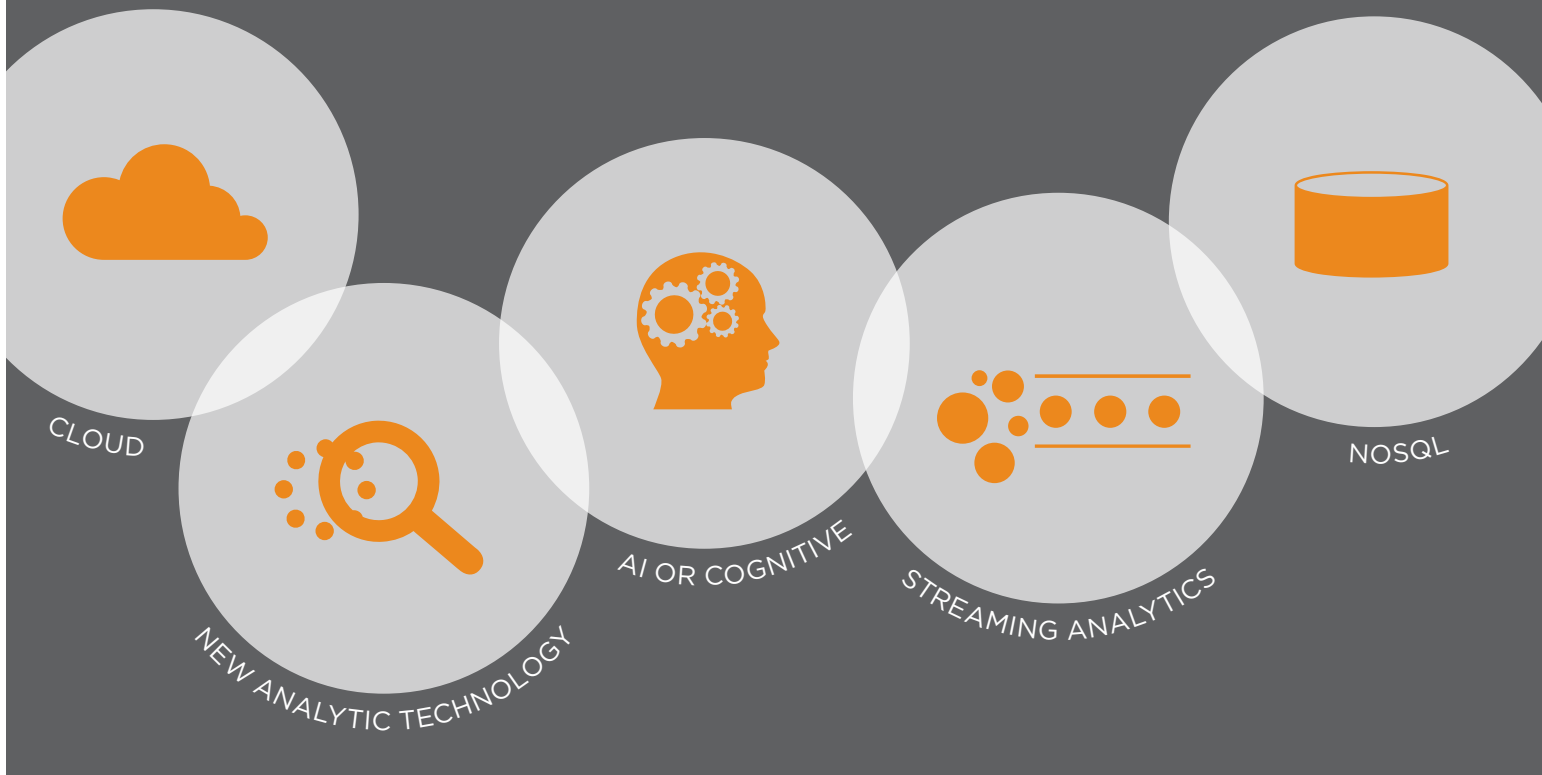 CLOUD
NEW ANALYTIC TECHNOLOGY
AI OR COGNITIVE
STREAMING ANALYTICS
NOSQL